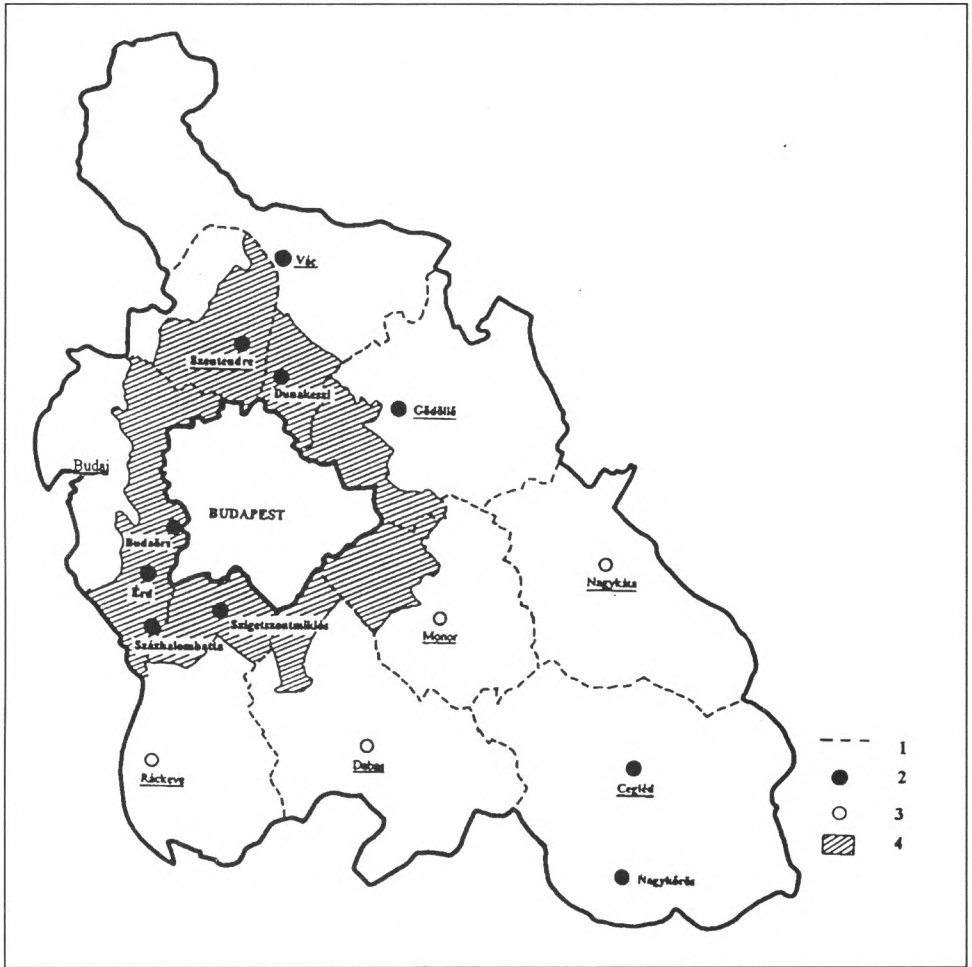 Vác
Szentendre
Dunakeszi
Gödöllő
Budaj
BUDAPEST
Budaörs
Érd
Nagykáta
Szigetszentmiklós
Monor
Százhalombatta
1
Ráckeve
Dabas
2
Cegléd
3
4
Nagykőrös